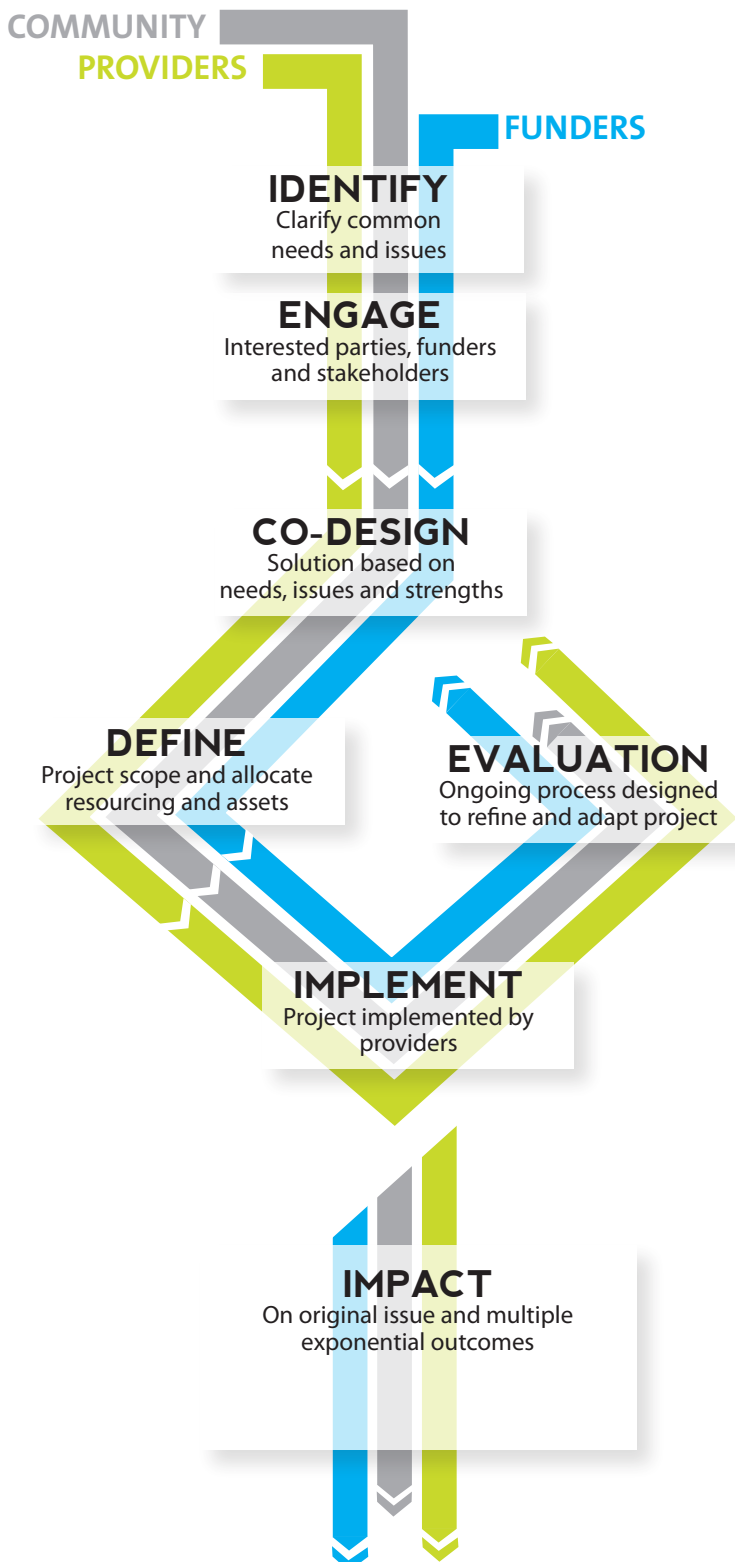 COMMUNITY
PROVIDERS
FUNDERS
IDENTIFY
Clarify common
needs and issues
ENGAGE
Interested parties, funders
and stakeholders
CO-DESIGN
Solution based on
needs, issues and strengths
DEFINE
Project scope and allocate
resourcing and assets
EVALUATION
Ongoing process designed
to refine and adapt project
IMPLEMENT
Project implemented by
providers
IMPACT
On original issue and multiple
exponential outcomes